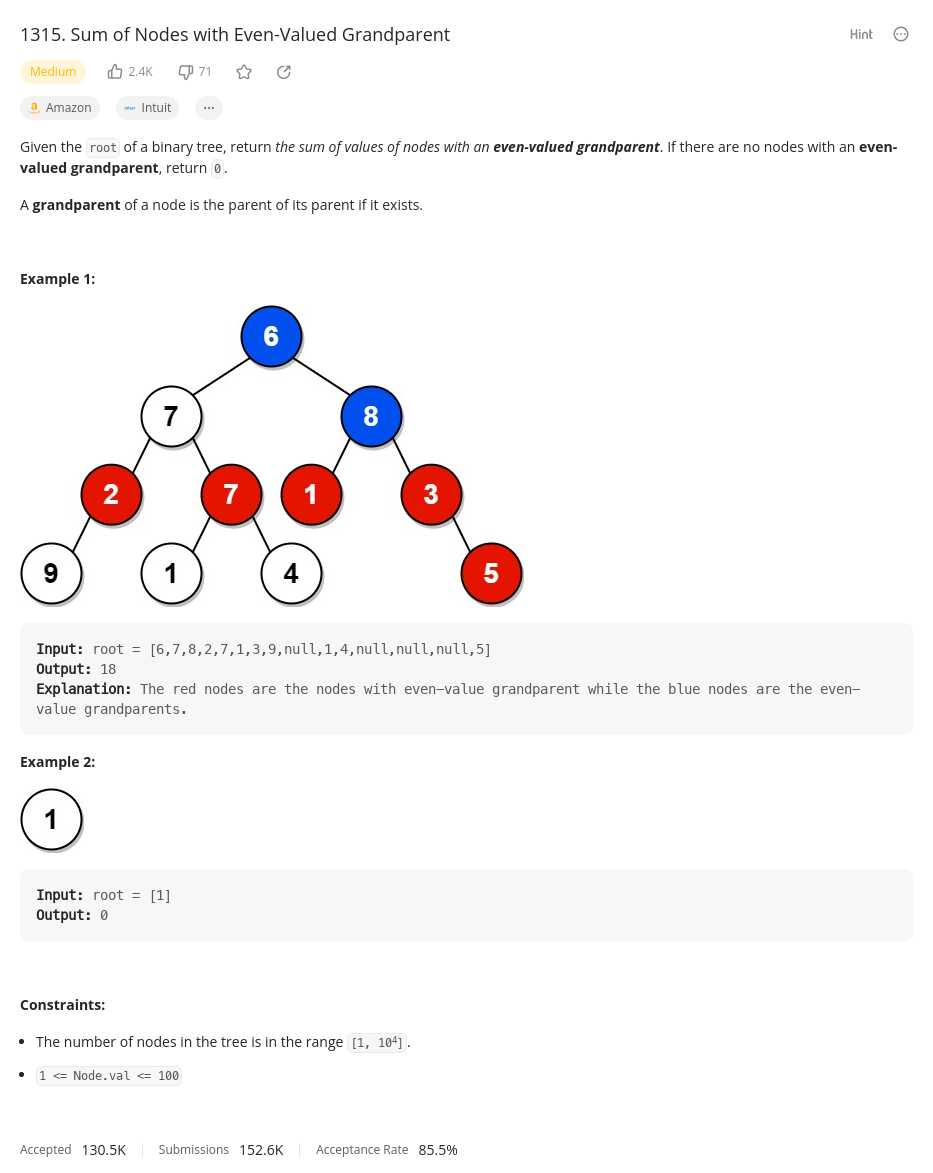 1315. Sum of Nodes with Even-Valued Grandparent
Hint
Medium 2.4K 71
Amazon Intuit ...
Given the root of a binary tree, return the sum of values of nodes with an even-valued grandparent. If there are no nodes with an even-
valued grandparent, return 0.
A grandparent of a node is the parent of its parent if it exists.
Example 1:
6
7 8
2 7 1 3
9 1 4 5
Input: root = [6,7,8,2,7,1,3,9,null,1,4,null,null,null,5]
Output: 18
Explanation: The red nodes are the nodes with even-value grandparent while the blue nodes are the even-
value grandparents.
Example 2:
1
Input: root = [1]
Output: 0
Constraints:
• The number of nodes in the tree is in the range [1, 10⁴].
• 1 <= Node.val <= 100
Accepted 130.5K Submissions 152.6K Acceptance Rate 85.5%